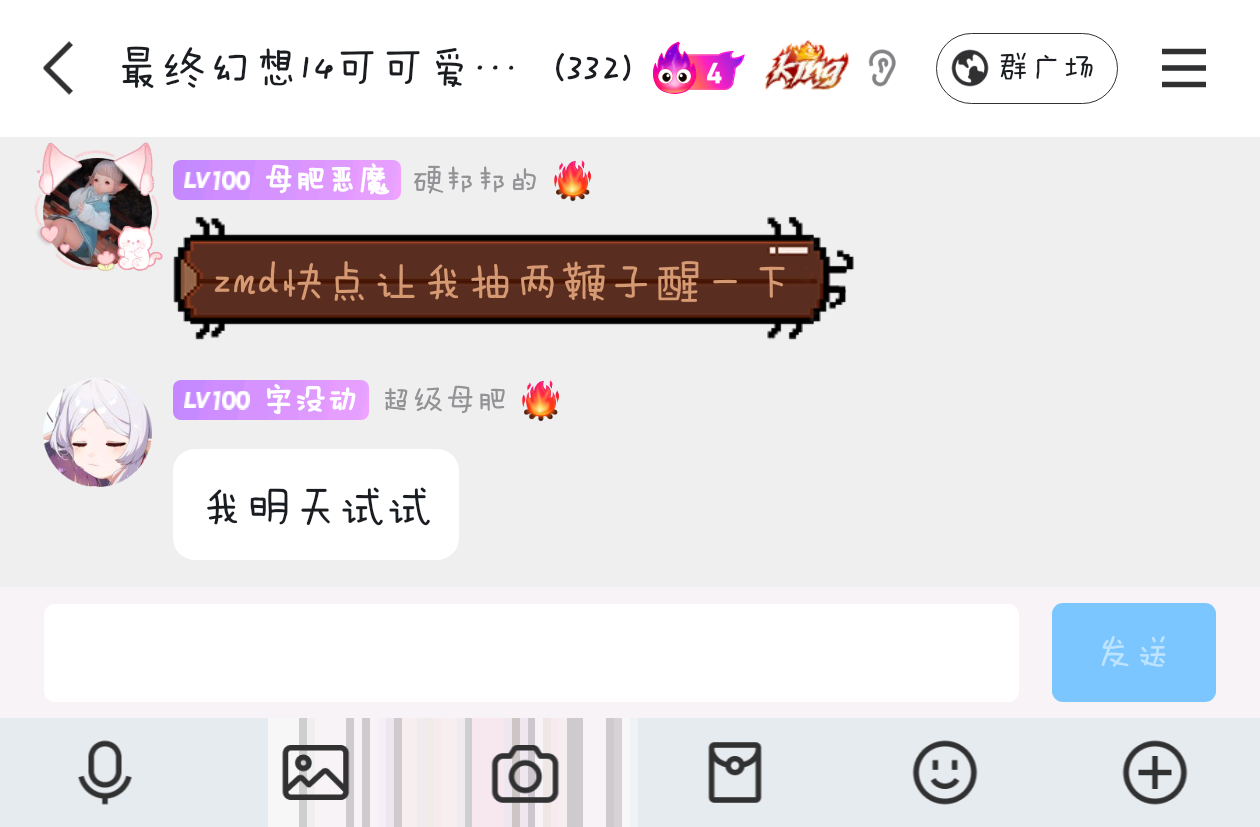 最终幻想14可可爱… (332) 4 King 群广场
LV100 母肥恶魔 硬邦邦的
zmd快点让我抽两鞭子醒一下
LV100 字没动 超级母肥
我明天试试
发送